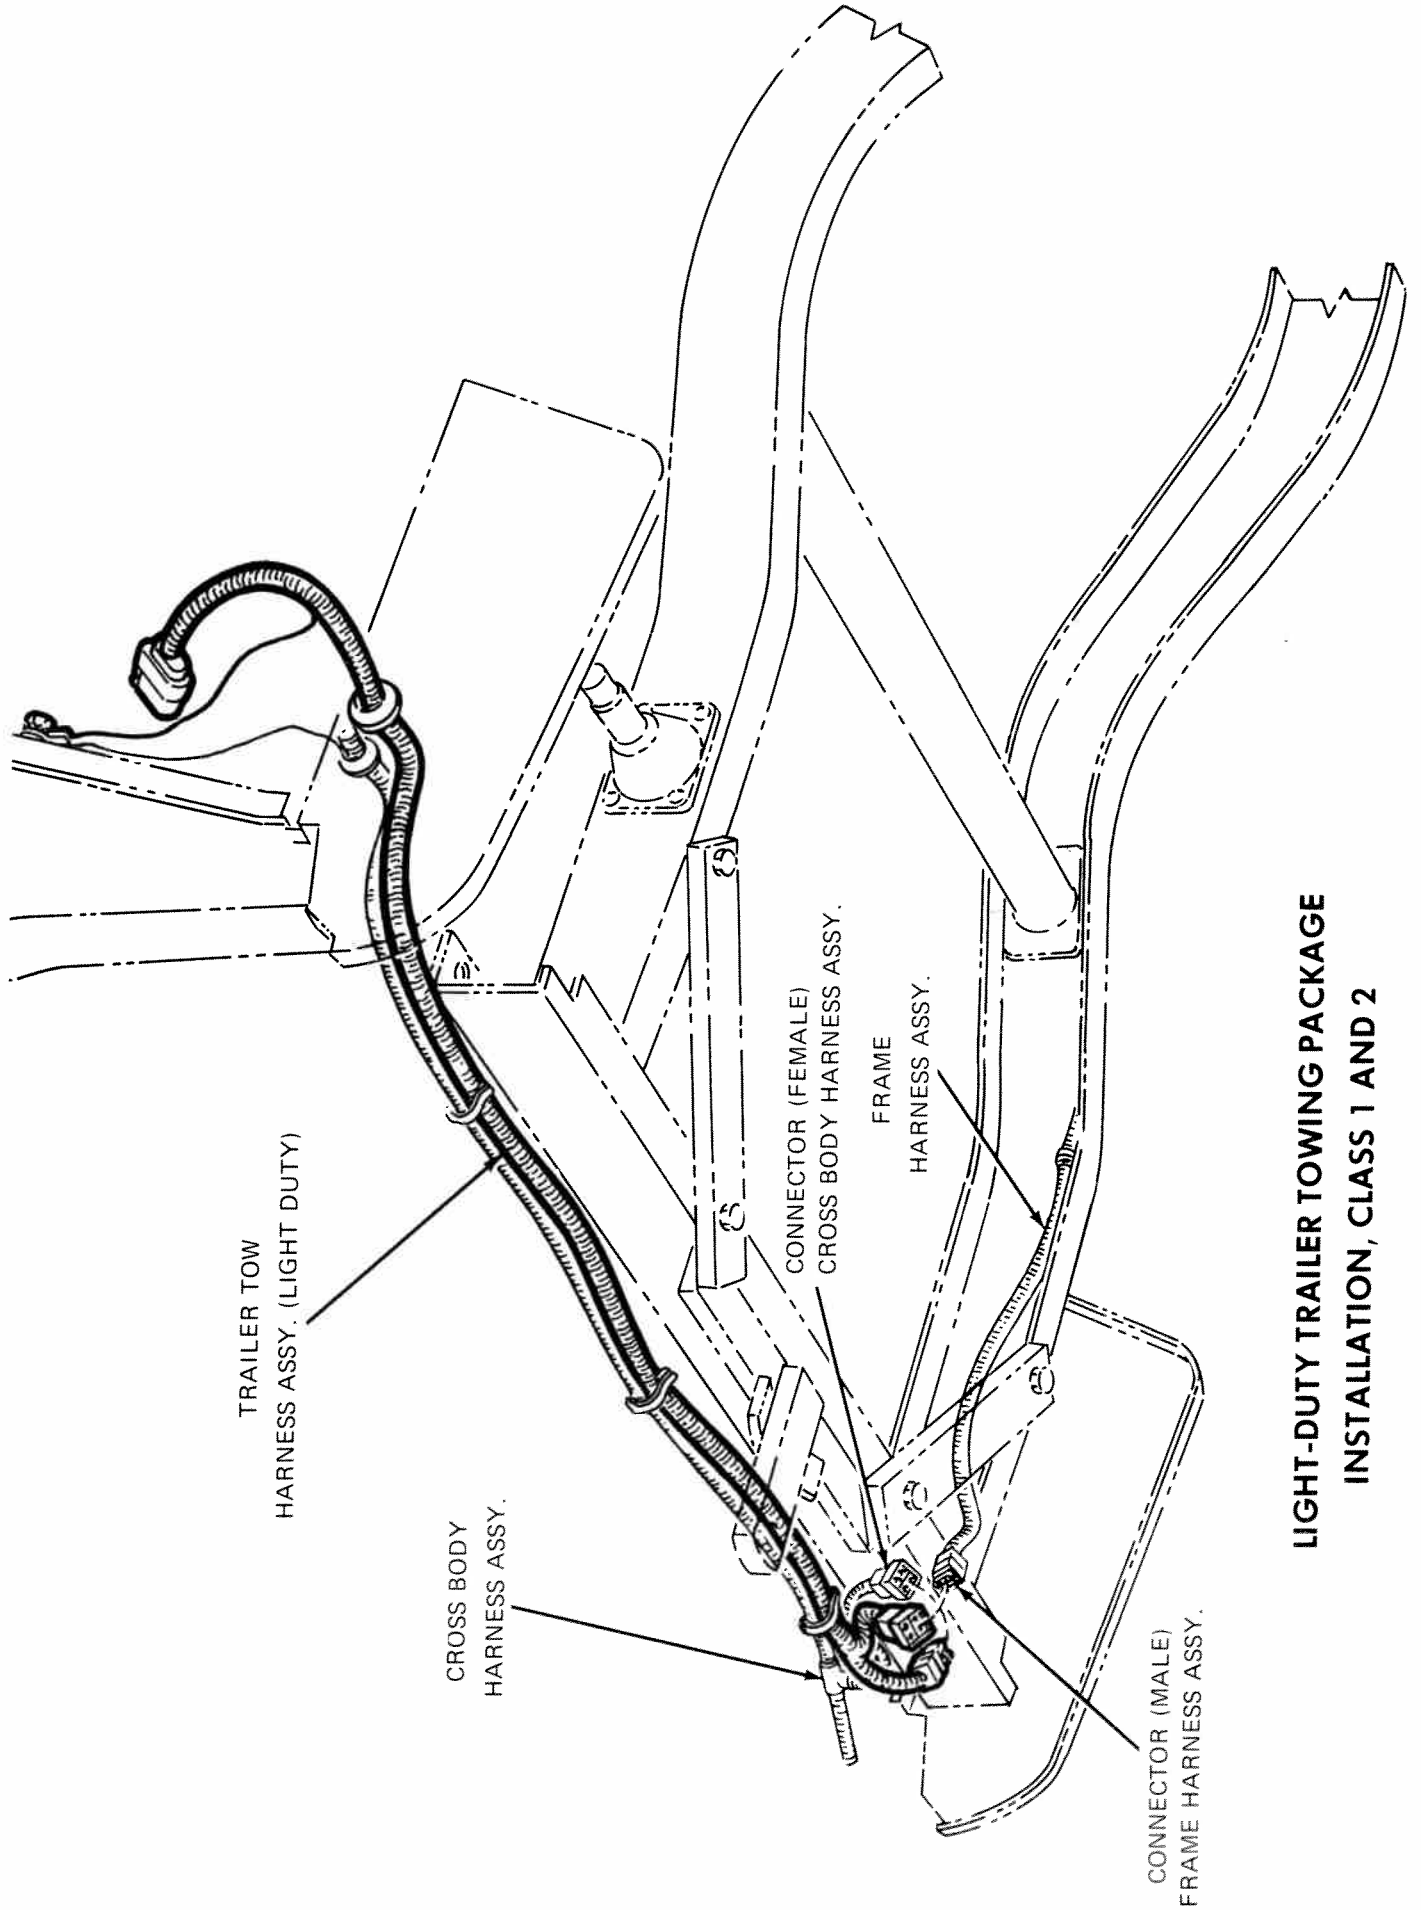 TRAILER TOW
HARNESS ASSY. (LIGHT DUTY)
CROSS BODY
HARNESS ASSY.
CONNECTOR (FEMALE)
CROSS BODY HARNESS ASSY.
FRAME
HARNESS ASSY.
CONNECTOR (MALE)
FRAME HARNESS ASSY.
LIGHT-DUTY TRAILER TOWING PACKAGE
INSTALLATION, CLASS 1 AND 2